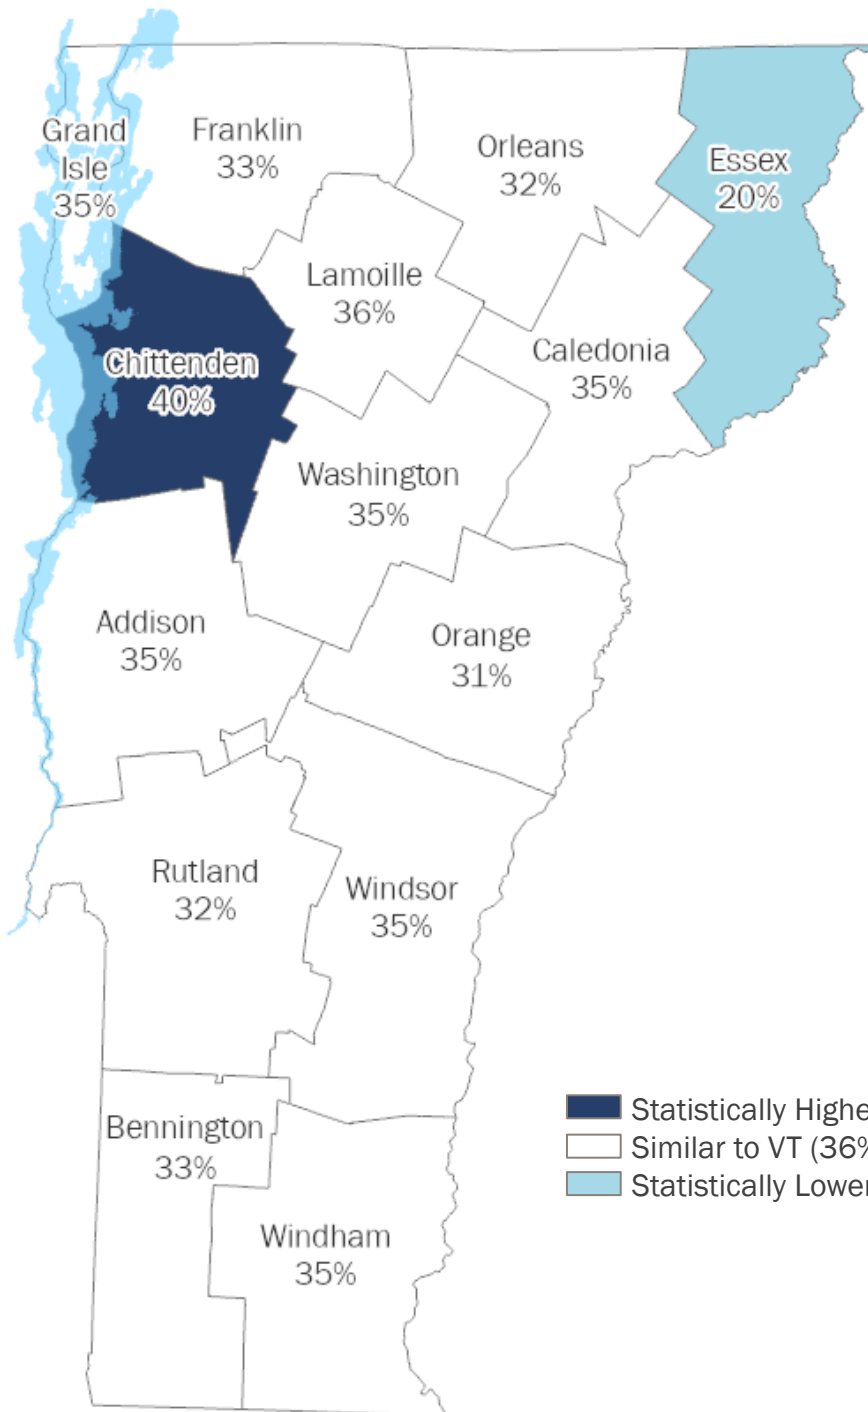 Grand
Isle
35%
Franklin
33%
Orleans
32%
Essex
20%
Lamoille
36%
Chittenden
40%
Caledonia
35%
Washington
35%
Addison
35%
Orange
31%
Rutland
32%
Windsor
35%
Bennington
33%
Windham
35%
Statistically Highe
Similar to VT (36%
Statistically Lower